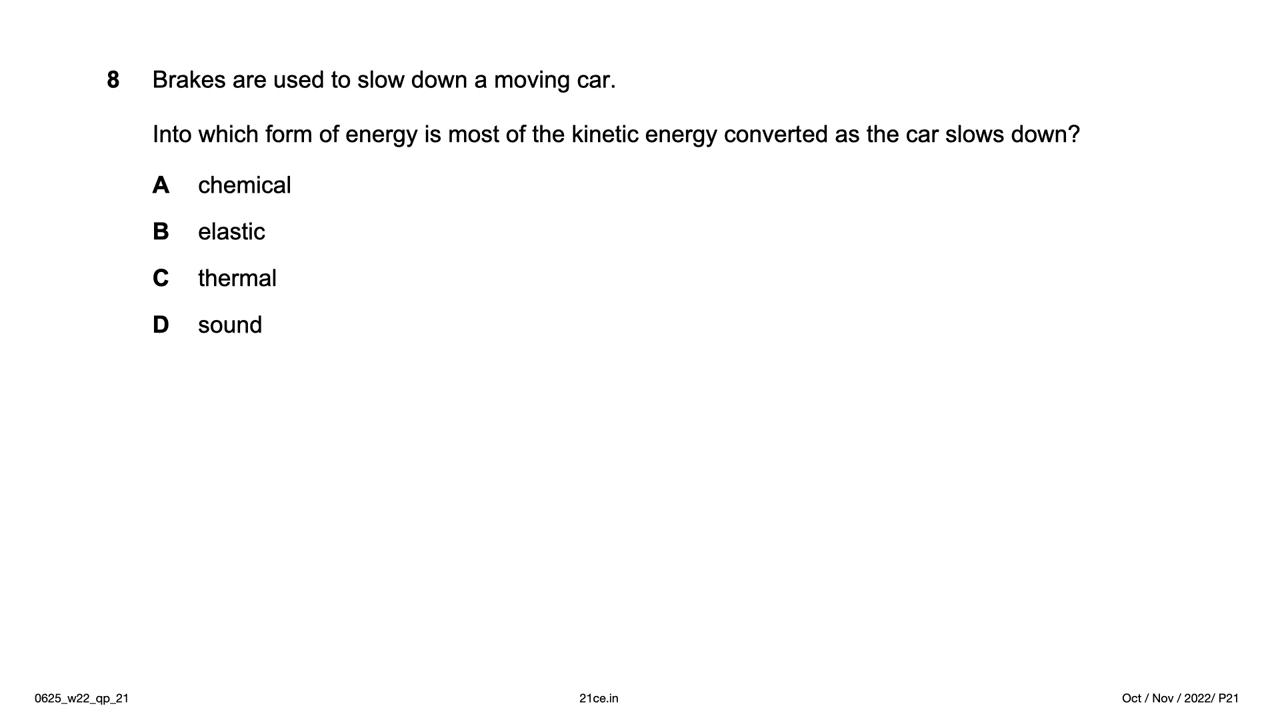 8 Brakes are used to slow down a moving car.
Into which form of energy is most of the kinetic energy converted as the car slows down?
A chemical
B elastic
C thermal
D sound
0625_w22_qp_21 21ce.in Oct / Nov / 2022/ P21